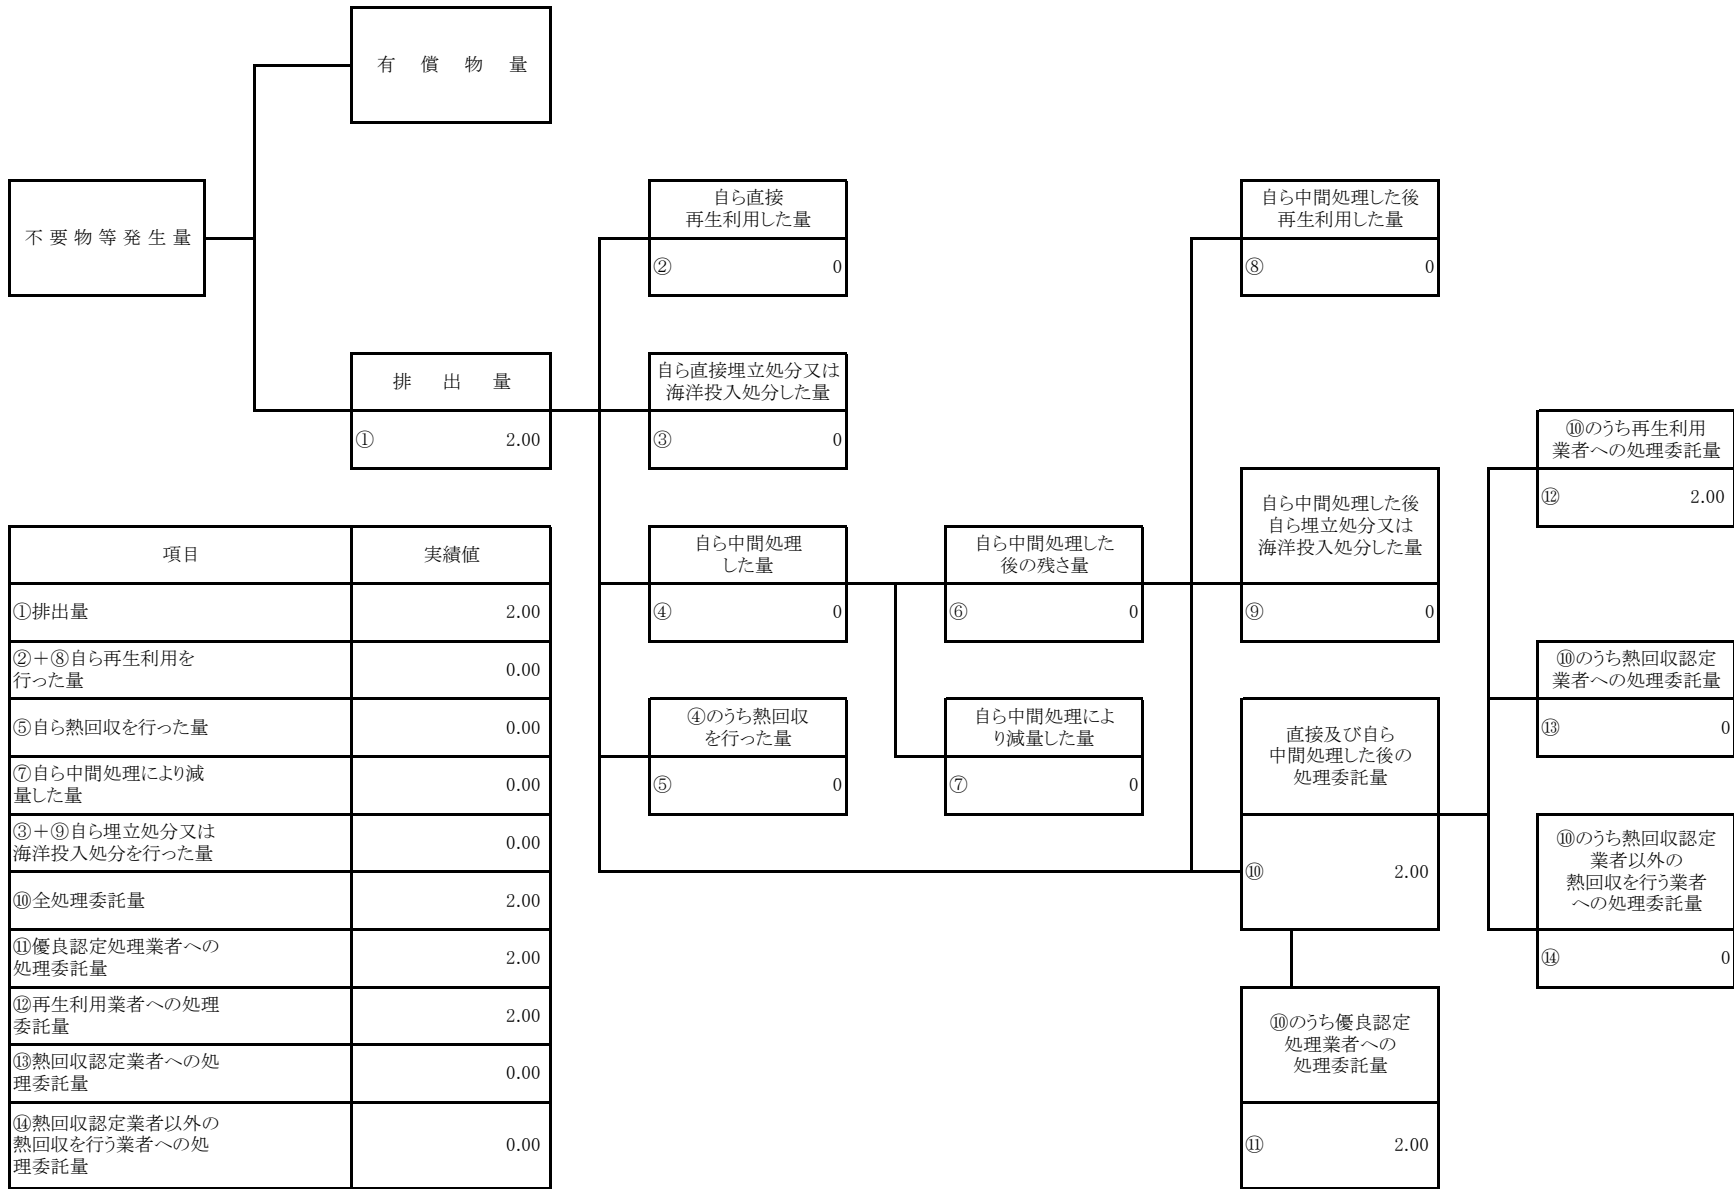 有償物量
不要物等発生量
排出量
① 2.00
自ら直接
再生利用した量
② 0
自ら直接埋立処分又は
海洋投入処分した量
③ 0
自ら中間処理
した量
④ 0
④のうち熱回収
を行った量
⑤ 0
自ら中間処理した
後の残さ量
⑥ 0
自ら中間処理によ
り減量した量
⑦ 0
自ら中間処理した後
再生利用した量
⑧ 0
自ら中間処理した後
自ら埋立処分又は
海洋投入処分した量
⑨ 0
直接及び自ら
中間処理した後の
処理委託量
⑩ 2.00
⑩のうち優良認定
処理業者への
処理委託量
⑪ 2.00
⑩のうち再生利用
業者への処理委託量
⑫ 2.00
⑩のうち熱回収認定
業者への処理委託量
⑬ 0
⑩のうち熱回収認定
業者以外の
熱回収を行う業者
への処理委託量
⑭ 0
項目 実績値
①排出量 2.00
②+⑧自ら再生利用を
行った量 0.00
⑤自ら熱回収を行った量 0.00
⑦自ら中間処理により減
量した量 0.00
③+⑨自ら埋立処分又は
海洋投入処分を行った量 0.00
⑩全処理委託量 2.00
⑪優良認定処理業者への
処理委託量 2.00
⑫再生利用業者への処理
委託量 2.00
⑬熱回収認定業者への処
理委託量 0.00
⑭熱回収認定業者以外の
熱回収を行う業者への処
理委託量 0.00